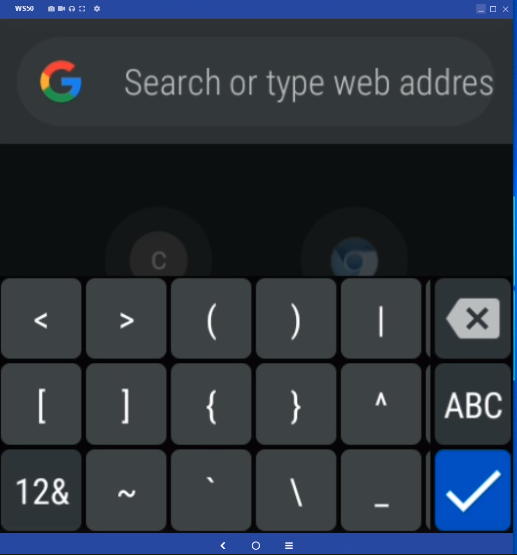 WS50
Search or type web addres
C
< > ( ) |
[ ] { } ^ ABC
12& ~ ` \ _